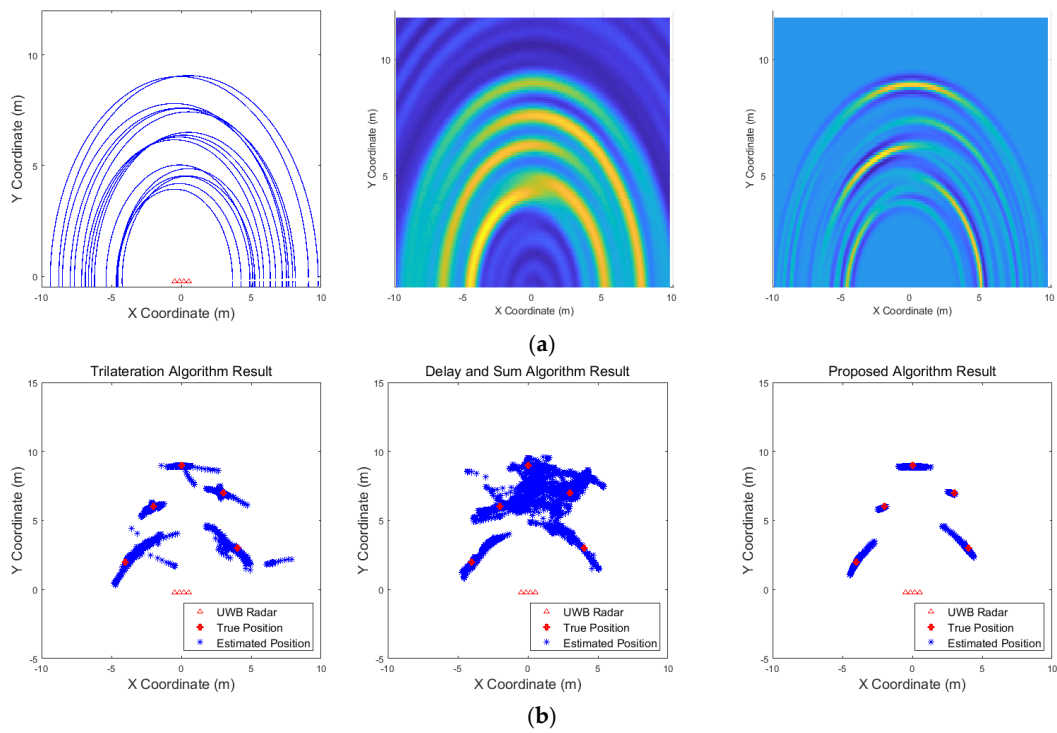 Y Coordinate (m)
10
5
0
-10
-5
0
5
10
X Coordinate (m)
Y Coordinate (m)
10
5
-10
-5
0
5
10
X Coordinate (m)
Y Coordinate (m)
10
5
-10
-5
0
5
10
X Coordinate (m)
(a)
Trilateration Algorithm Result
Y Coordinate (m)
15
10
5
0
-5
-10
-5
0
5
10
X Coordinate (m)
UWB Radar
True Position
Estimated Position
Delay and Sum Algorithm Result
Y Coordinate (m)
15
10
5
0
-5
-10
-5
0
5
10
X Coordinate (m)
UWB Radar
True Position
Estimated Position
Proposed Algorithm Result
Y Coordinate (m)
15
10
5
0
-5
-10
-5
0
5
10
X Coordinate (m)
UWB Radar
True Position
Estimated Position
(b)